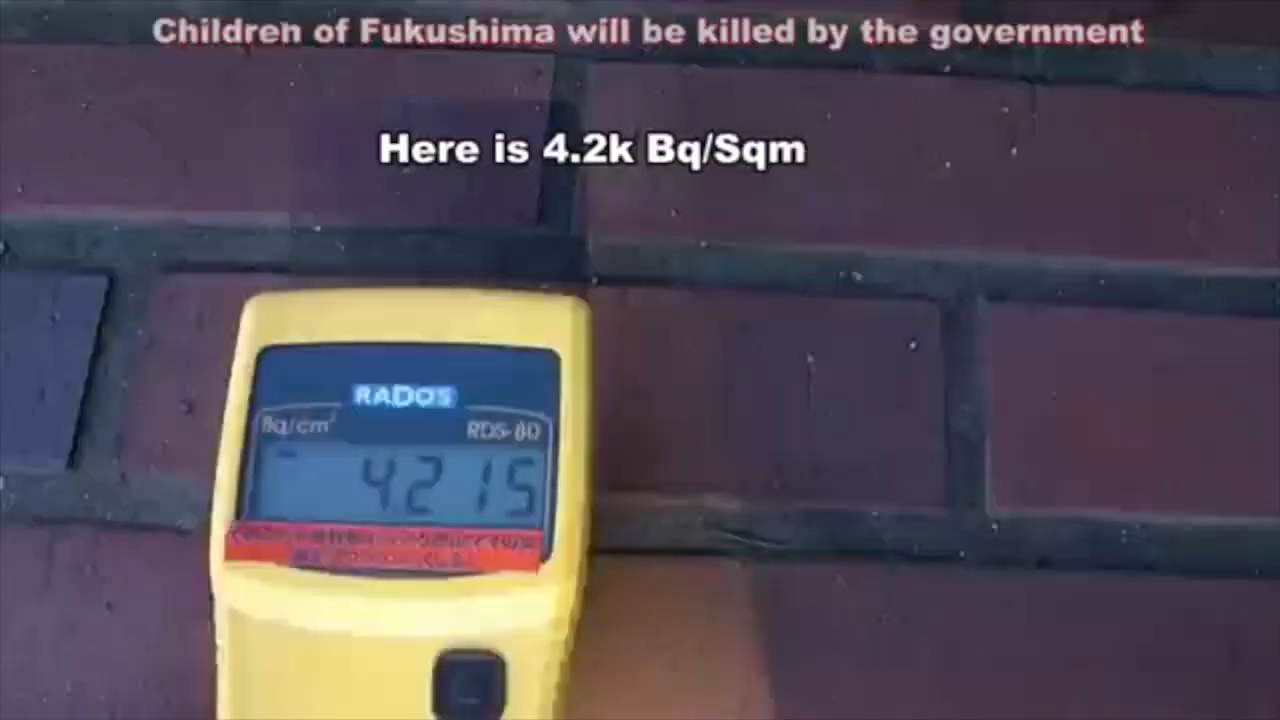 Children of Fukushima will be killed by the government
Here is 4.2k Bq/Sqm
RADOS
Bq/cm²
RDS-80
4215